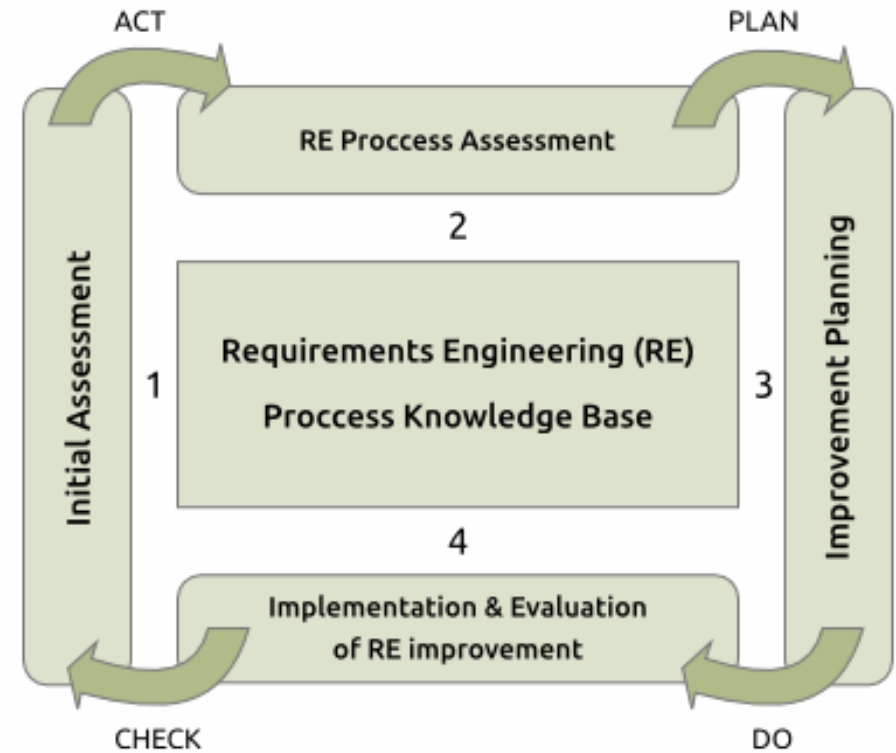 ACT
PLAN
RE Proccess Assessment
2
Initial Assessment
1
Requirements Engineering (RE)
Proccess Knowledge Base
3
Improvement Planning
4
Implementation & Evaluation
of RE improvement
CHECK
DO